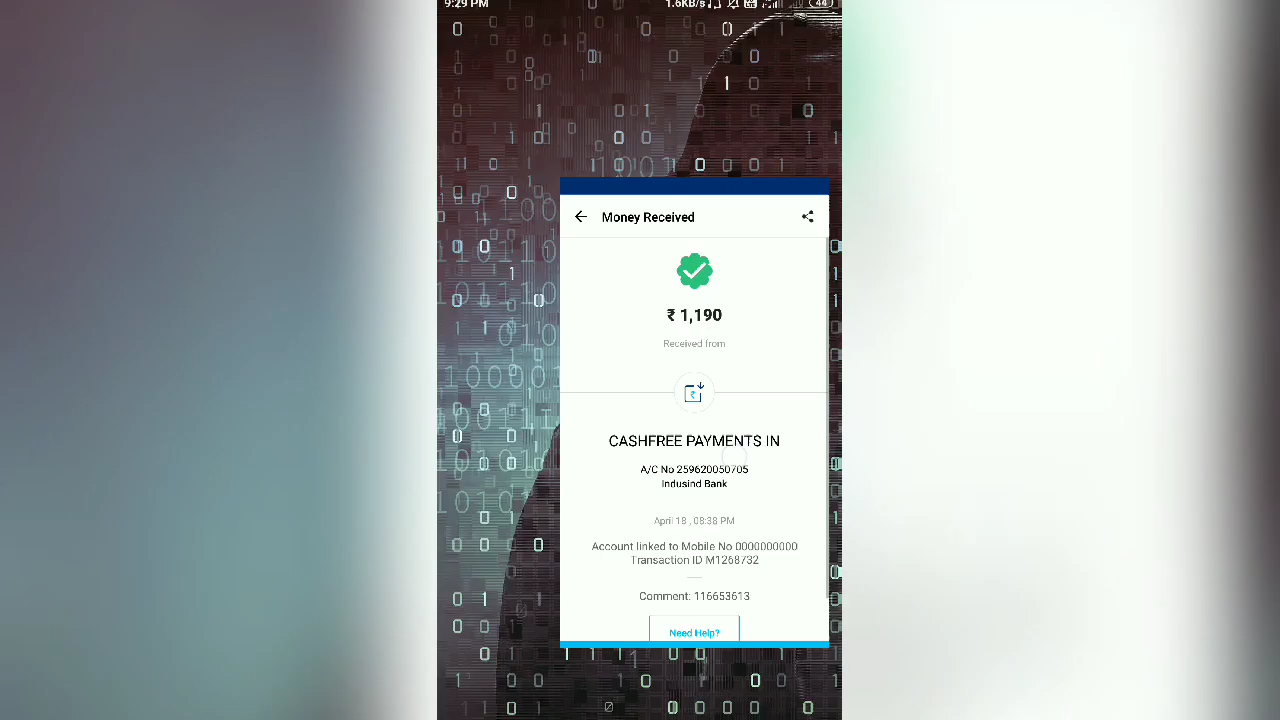 9:29 PM
1.6KB/s
44
Money Received
₹ 1,190
Received from
₹
CASHFREE PAYMENTS IN
A/C No 259620050705
Indusind Bank
April 18 , 08:38 PM
Account linked to Mobile No 0000000000
Transaction ID M1268732
Comment: 116653613
Need Help?